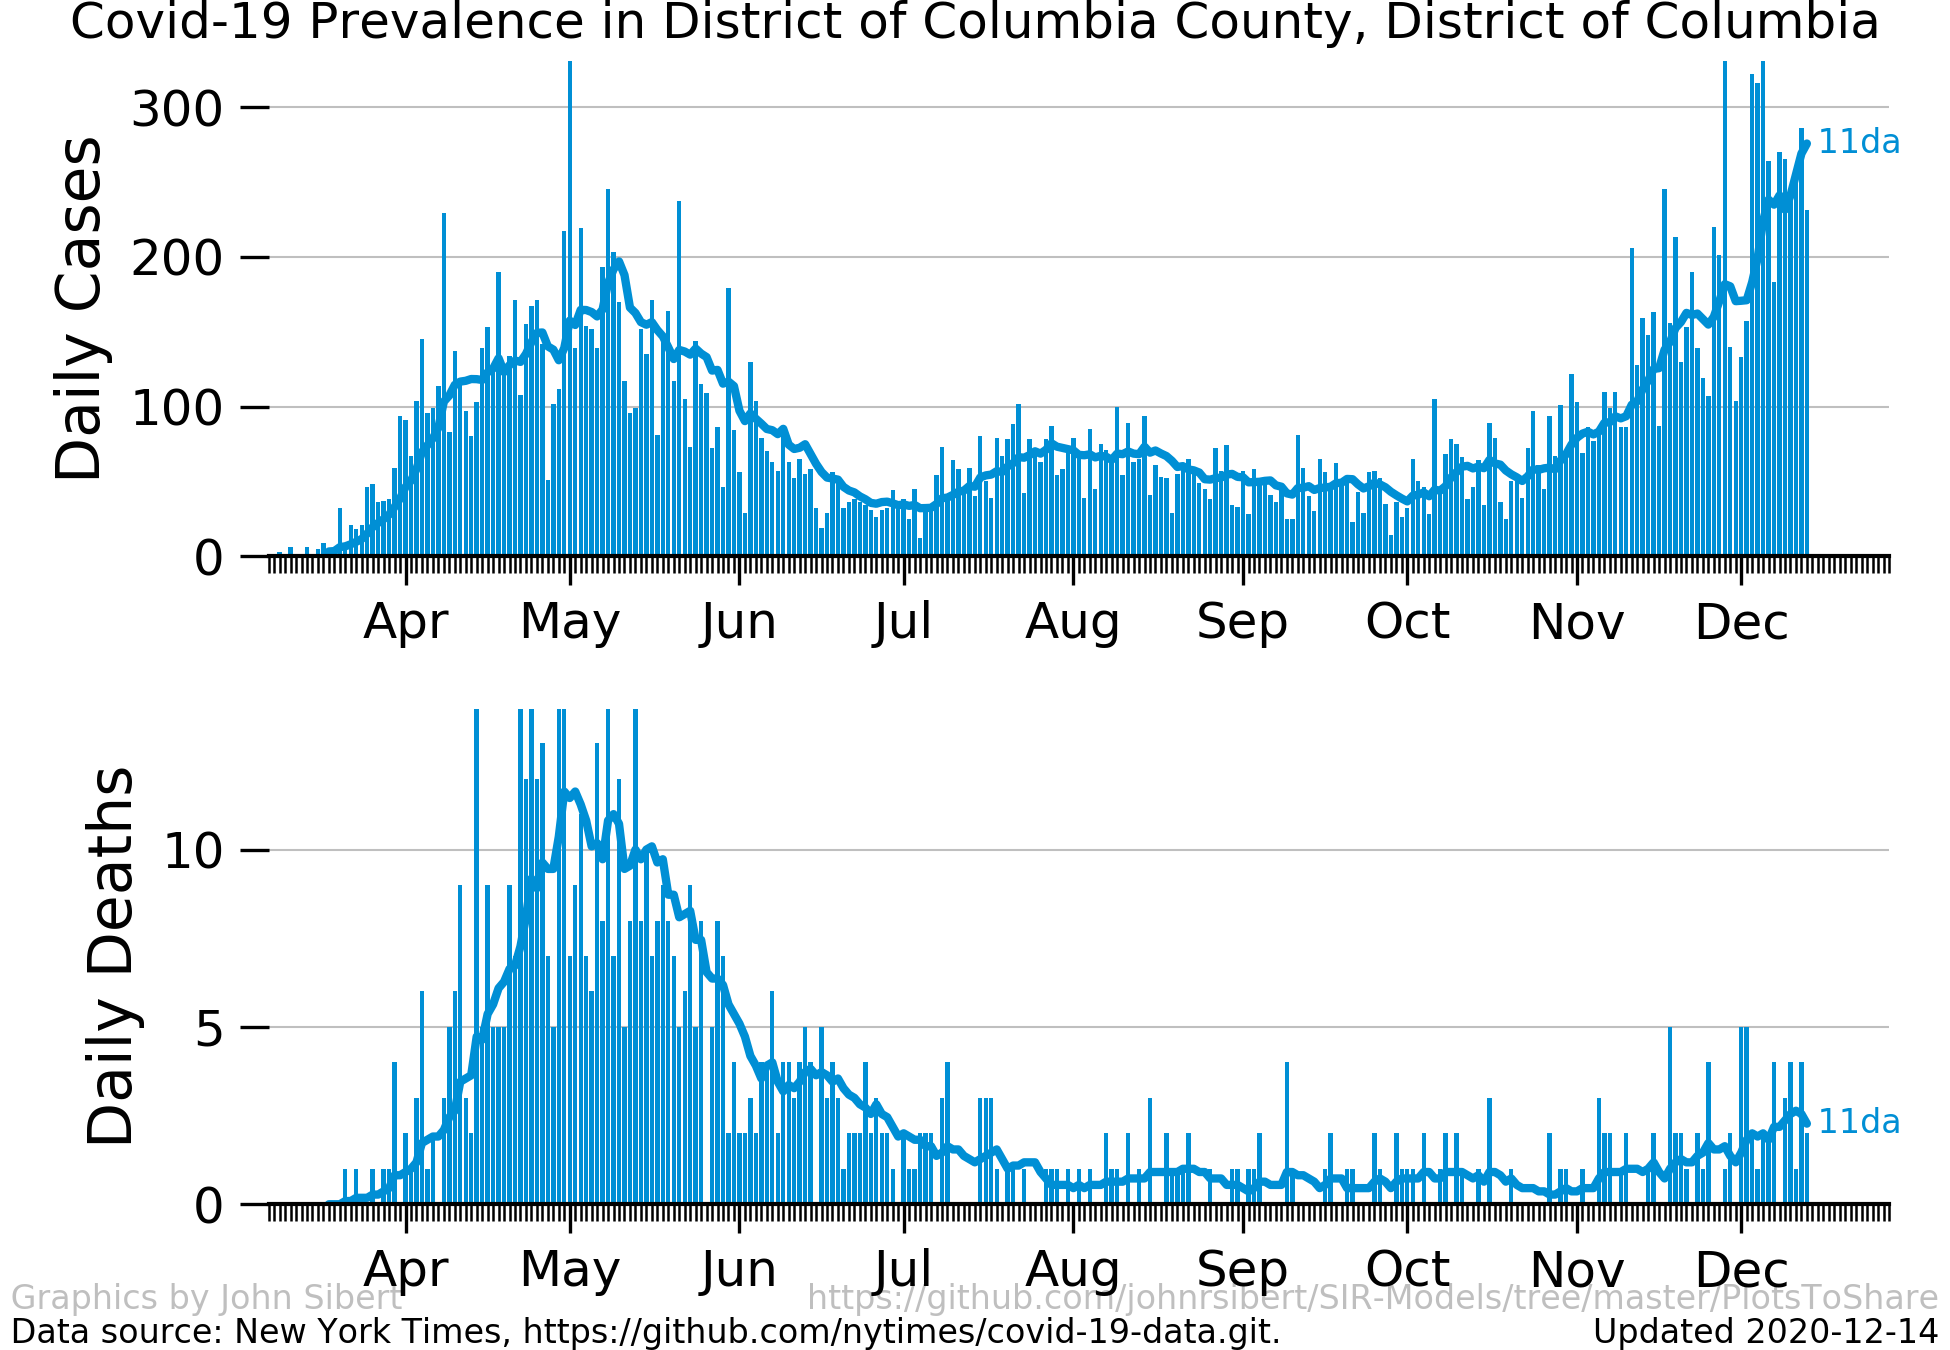 Covid-19 Prevalence in District of Columbia County, District of Columbia
Daily Cases
300
200
100
0
11da
Apr May Jun Jul Aug Sep Oct Nov Dec
Daily Deaths
10
5
0
11da
Apr May Jun Jul Aug Sep Oct Nov Dec
Graphics by John Sibert https://github.com/johnrsibert/SIR-Models/tree/master/PlotsToShare
Data source: New York Times, https://github.com/nytimes/covid-19-data.git. Updated 2020-12-14